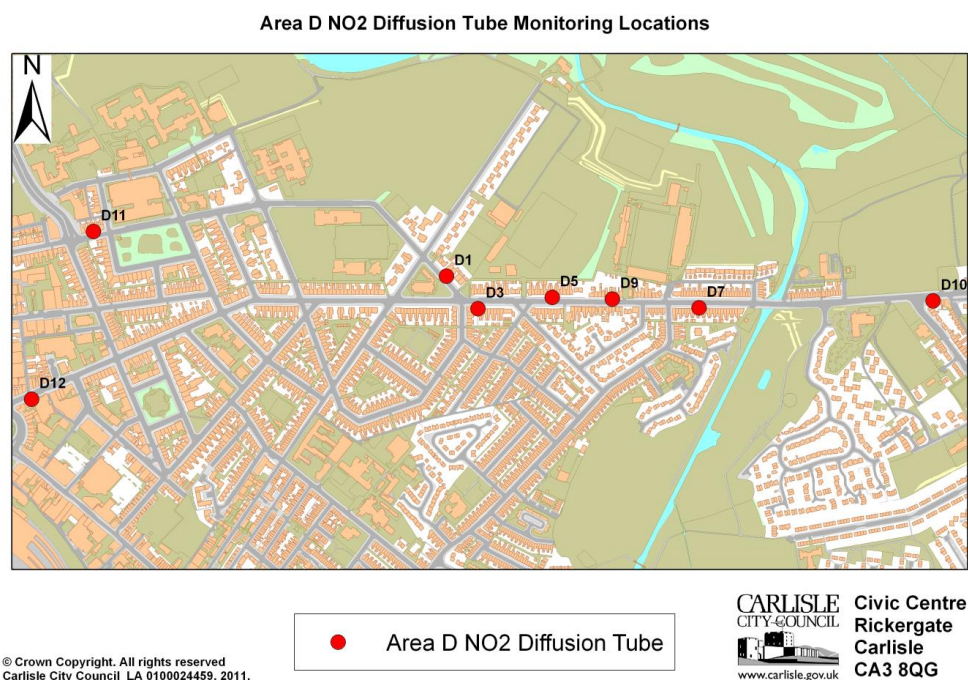 Area D NO2 Diffusion Tube Monitoring Locations
N
D11
D1
D5
D9
D3
D7
D10
D12
Area D NO2 Diffusion Tube
CARLISLE
CITY-COUNCIL
www.carlisle.gov.uk
Civic Centre
Rickergate
Carlisle
CA3 8QG
© Crown Copyright. All rights reserved
Carlisle City Council LA 0100024459, 2011.